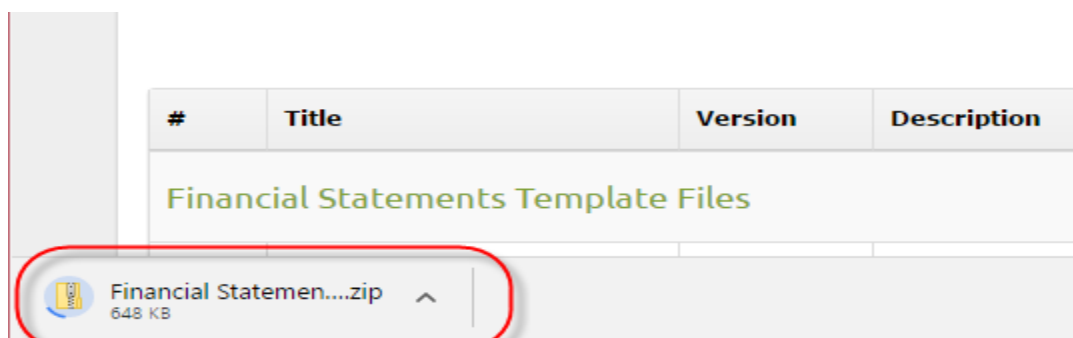 # Title Version Description
Financial Statements Template Files
Financial Statemen....zip
648 KB